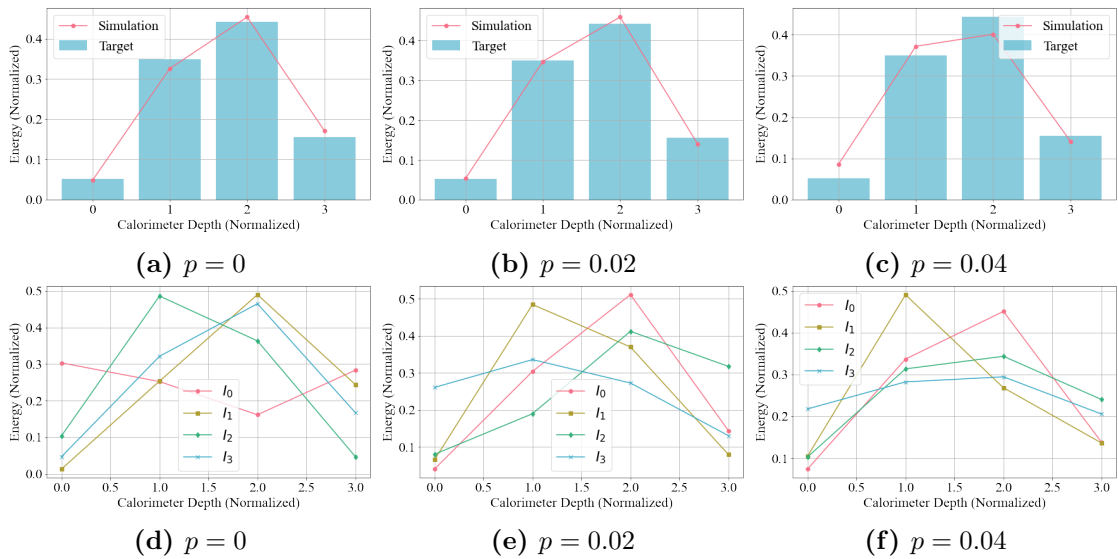 Energy (Normalized)
0.0
0.1
0.2
0.3
0.4
Simulation
Target
0 1 2 3
Calorimeter Depth (Normalized)
(a) p = 0
Energy (Normalized)
0.0
0.1
0.2
0.3
0.4
Simulation
Target
0 1 2 3
Calorimeter Depth (Normalized)
(b) p = 0.02
Energy (Normalized)
0.0
0.1
0.2
0.3
0.4
Simulation
Target
0 1 2 3
Calorimeter Depth (Normalized)
(c) p = 0.04
Energy (Normalized)
0.5
0.4
0.3
0.2
0.1
0.0
I0
I1
I2
I3
0.0 0.5 1.0 1.5 2.0 2.5 3.0
Calorimeter Depth (Normalized)
(d) p = 0
Energy (Normalized)
0.5
0.4
0.3
0.2
0.1
I0
I1
I2
I3
0.0 0.5 1.0 1.5 2.0 2.5 3.0
Calorimeter Depth (Normalized)
(e) p = 0.02
Energy (Normalized)
0.5
0.4
0.3
0.2
0.1
I0
I1
I2
I3
0.0 0.5 1.0 1.5 2.0 2.5 3.0
Calorimeter Depth (Normalized)
(f) p = 0.04